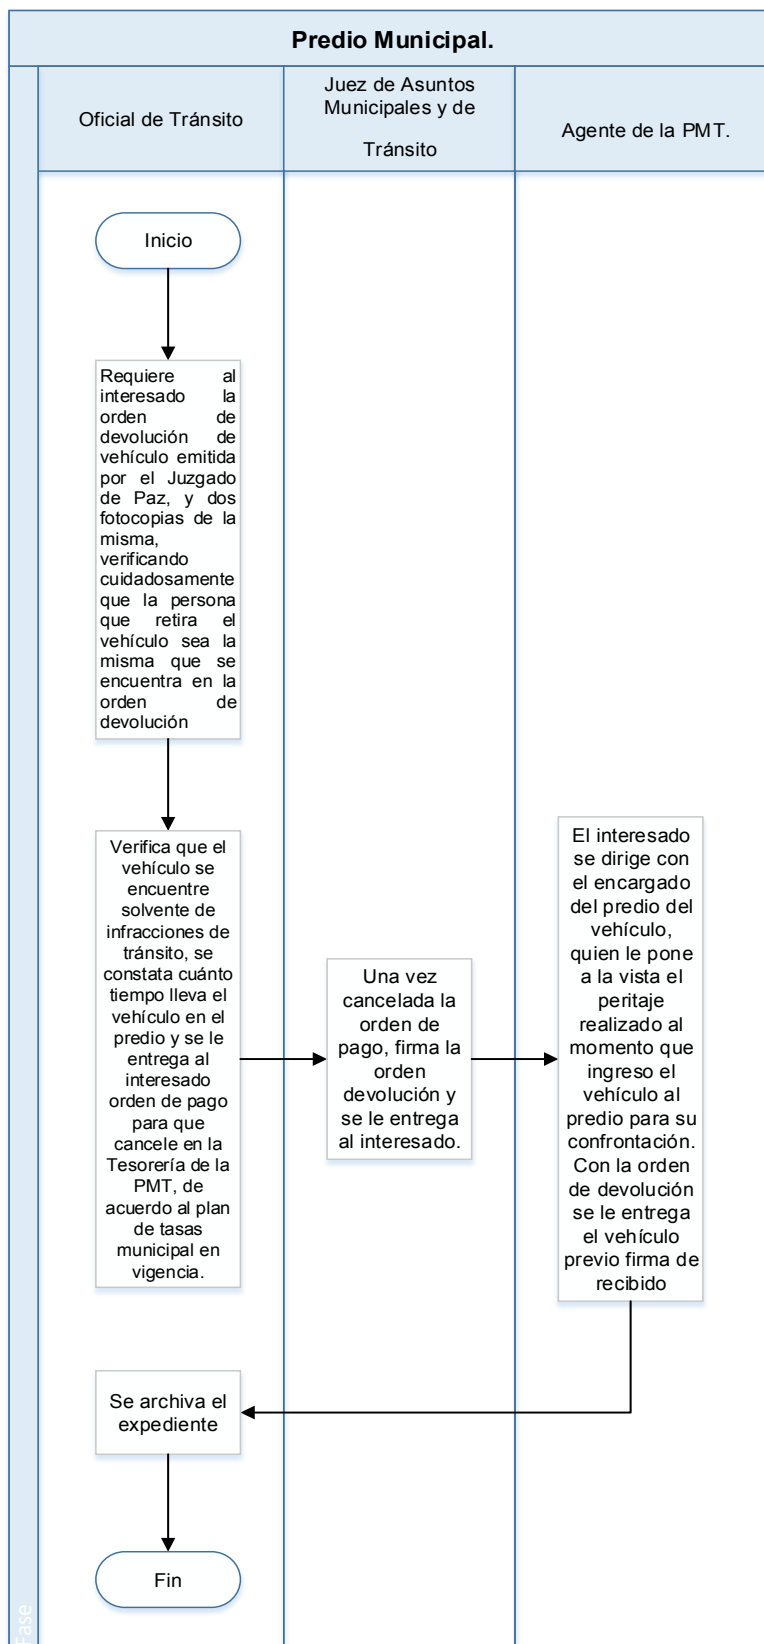 Predio Municipal.
Oficial de Tránsito
Juez de Asuntos
Municipales y de
Tránsito
Agente de la PMT.
Inicio
Requiere al
interesado la
orden de
devolución de
vehículo emitida
por el Juzgado
de Paz, y dos
fotocopias de la
misma,
verificando
cuidadosamente
que la persona
que retira el
vehículo sea la
misma que se
encuentra en la
orden de
devolución
Verifica que el
vehículo se
encuentre
solvente de
infracciones de
tránsito, se
constata cuánto
tiempo lleva el
vehículo en el
predio y se le
entrega al
interesado
orden de pago
para que
cancele en la
Tesorería de la
PMT, de
acuerdo al plan
de tasas
municipal en
vigencia.
Una vez
cancelada la
orden de
pago, firma la
orden
devolución y
se le entrega
al interesado.
El interesado
se dirige con
el encargado
del predio del
vehículo,
quien le pone
a la vista el
peritaje
realizado al
momento que
ingreso el
vehículo al
predio para su
confrontación.
Con la orden
de devolución
se le entrega
el vehículo
previo firma de
recibido
Se archiva el
expediente
Fin
Fase